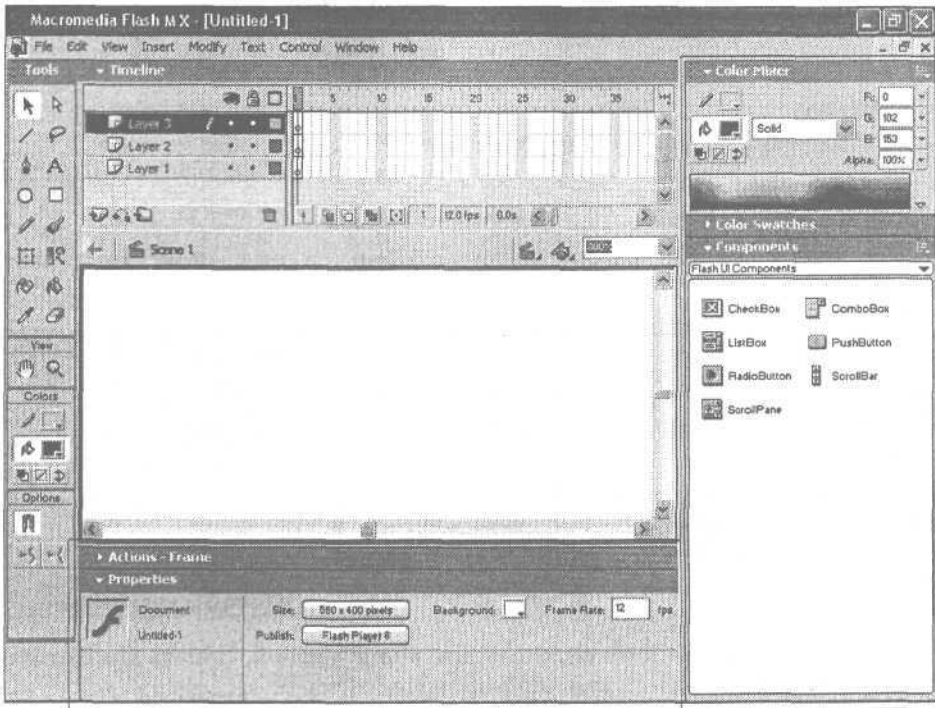 Macromedia Flash MX - [Untitled-1]
File Edit View Insert Modify Text Control Window Help
Tools
Timeline
5 10 15 20 25 30 35
Layer 3
Layer 2
Layer 1
1 12.0 fps 0.0s
Scene 1
View
Colors
Options
Actions - Frame
Properties
Document
Untitled-1
Size: 550 x 400 pixels
Background:
Frame Rate: 12 fps
Publish: Flash Player 6
Color Mixer
R: 0
G: 102
B: 153
Solid
Alpha: 100%
Color Swatches
Components
Flash UI Components
CheckBox ComboBox
ListBox PushButton
RadioButton ScrollBar
ScrollPane